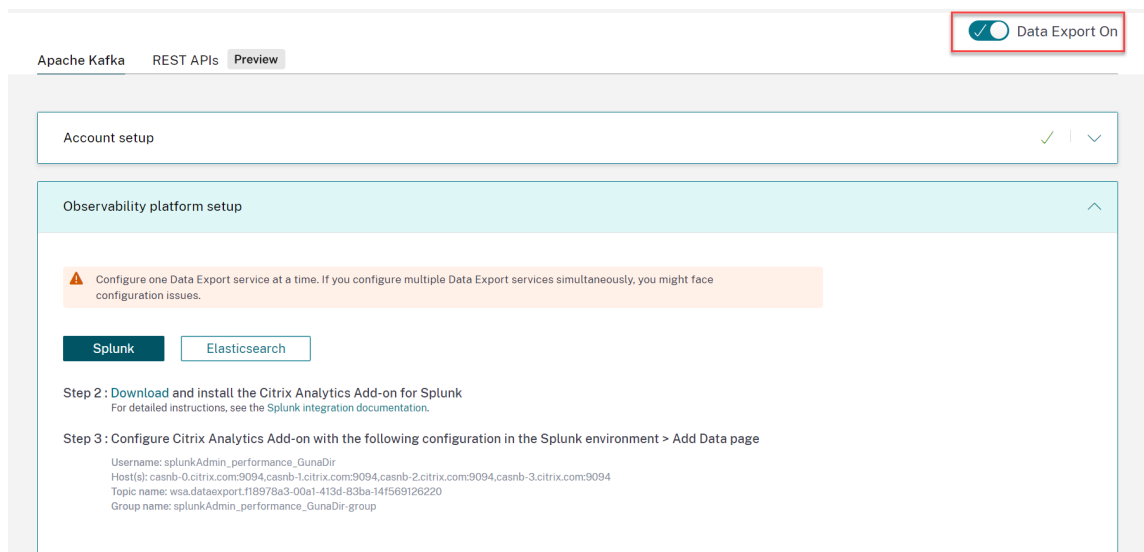 Data Export On
Apache Kafka REST APIs Preview
Account setup
Observability platform setup
Configure one Data Export service at a time. If you configure multiple Data Export services simultaneously, you might face
configuration issues.
Splunk Elasticsearch
Step 2 : Download and install the Citrix Analytics Add-on for Splunk
For detailed instructions, see the Splunk integration documentation.
Step 3 : Configure Citrix Analytics Add-on with the following configuration in the Splunk environment > Add Data page
Username: splunkAdmin_performance_GunaDir
Host(s): casnb-0.citrix.com:9094,casnb-1.citrix.com:9094,casnb-2.citrix.com:9094,casnb-3.citrix.com:9094
Topic name: wsa.dataexport.f18978a3-00a1-413d-83ba-14f569126220
Group name: splunkAdmin_performance_GunaDir-group